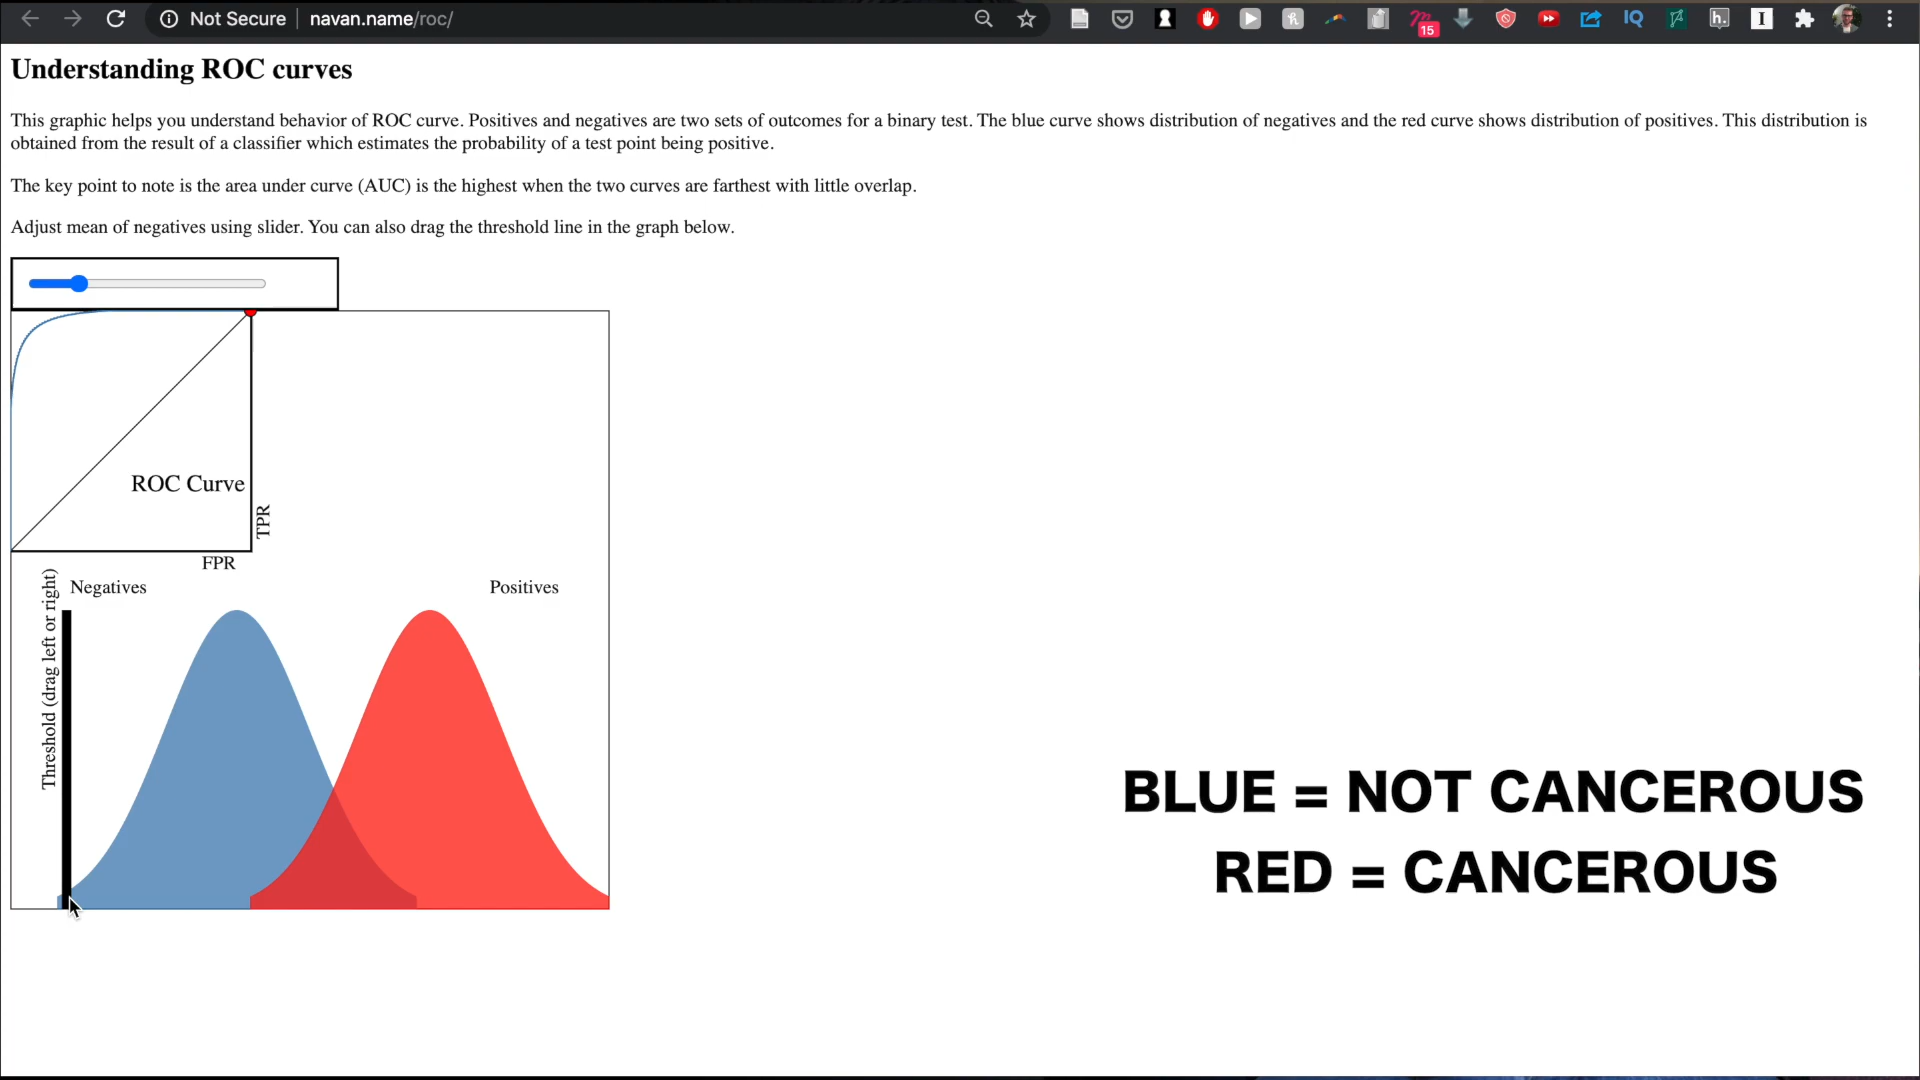 Not Secure navan.name/roc/
15
IQ
h.
I
Understanding ROC curves
This graphic helps you understand behavior of ROC curve. Positives and negatives are two sets of outcomes for a binary test. The blue curve shows distribution of negatives and the red curve shows distribution of positives. This distribution is
obtained from the result of a classifier which estimates the probability of a test point being positive.
The key point to note is the area under curve (AUC) is the highest when the two curves are farthest with little overlap.
Adjust mean of negatives using slider. You can also drag the threshold line in the graph below.
ROC Curve
TPR
FPR
Negatives
Positives
Threshold (drag left or right)
BLUE = NOT CANCEROUS
RED = CANCEROUS